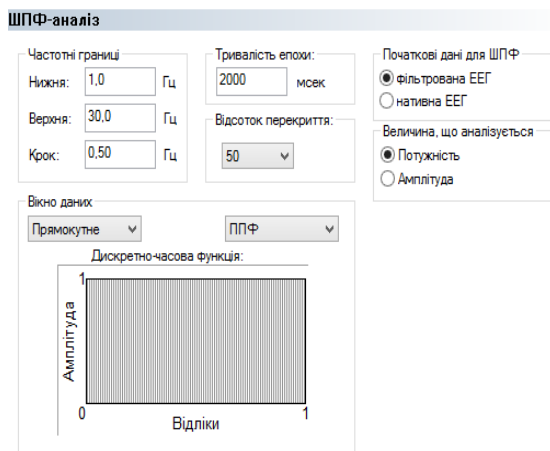 ШПФ-аналіз
Частотні границі
Нижня: 1,0 Гц
Верхня: 30,0 Гц
Крок: 0,50 Гц
Тривалість епохи:
2000 мсек
Відсоток перекриття:
50
Початкові дані для ШПФ
фільтрована ЕЕГ
нативна ЕЕГ
Величина, що аналізується
Потужність
Амплітуда
Вікно даних
Прямокутне ППФ
Дискретно-часова функція:
1
Амплітуда
0 1
Відліки